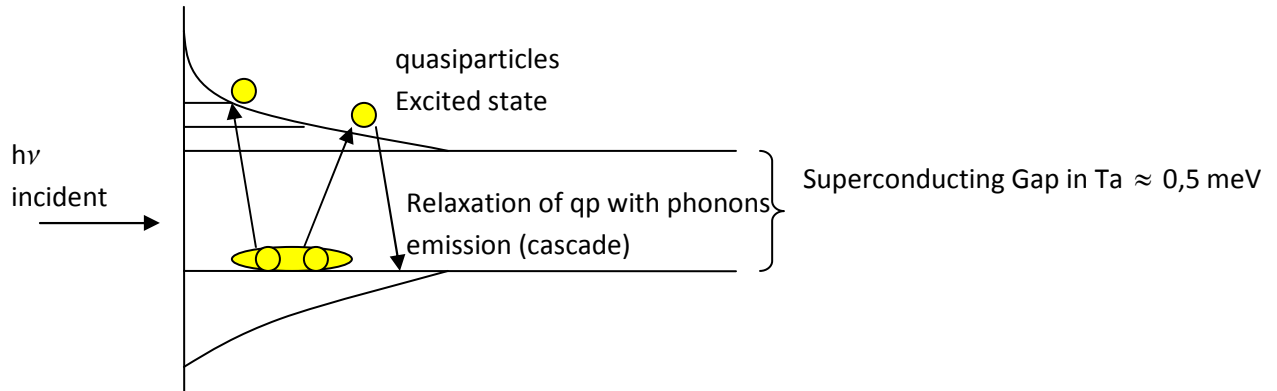 quasiparticles
Excited state
hν
incident
Superconducting Gap in Ta ≈ 0,5 meV
Relaxation of qp with phonons
emission (cascade)